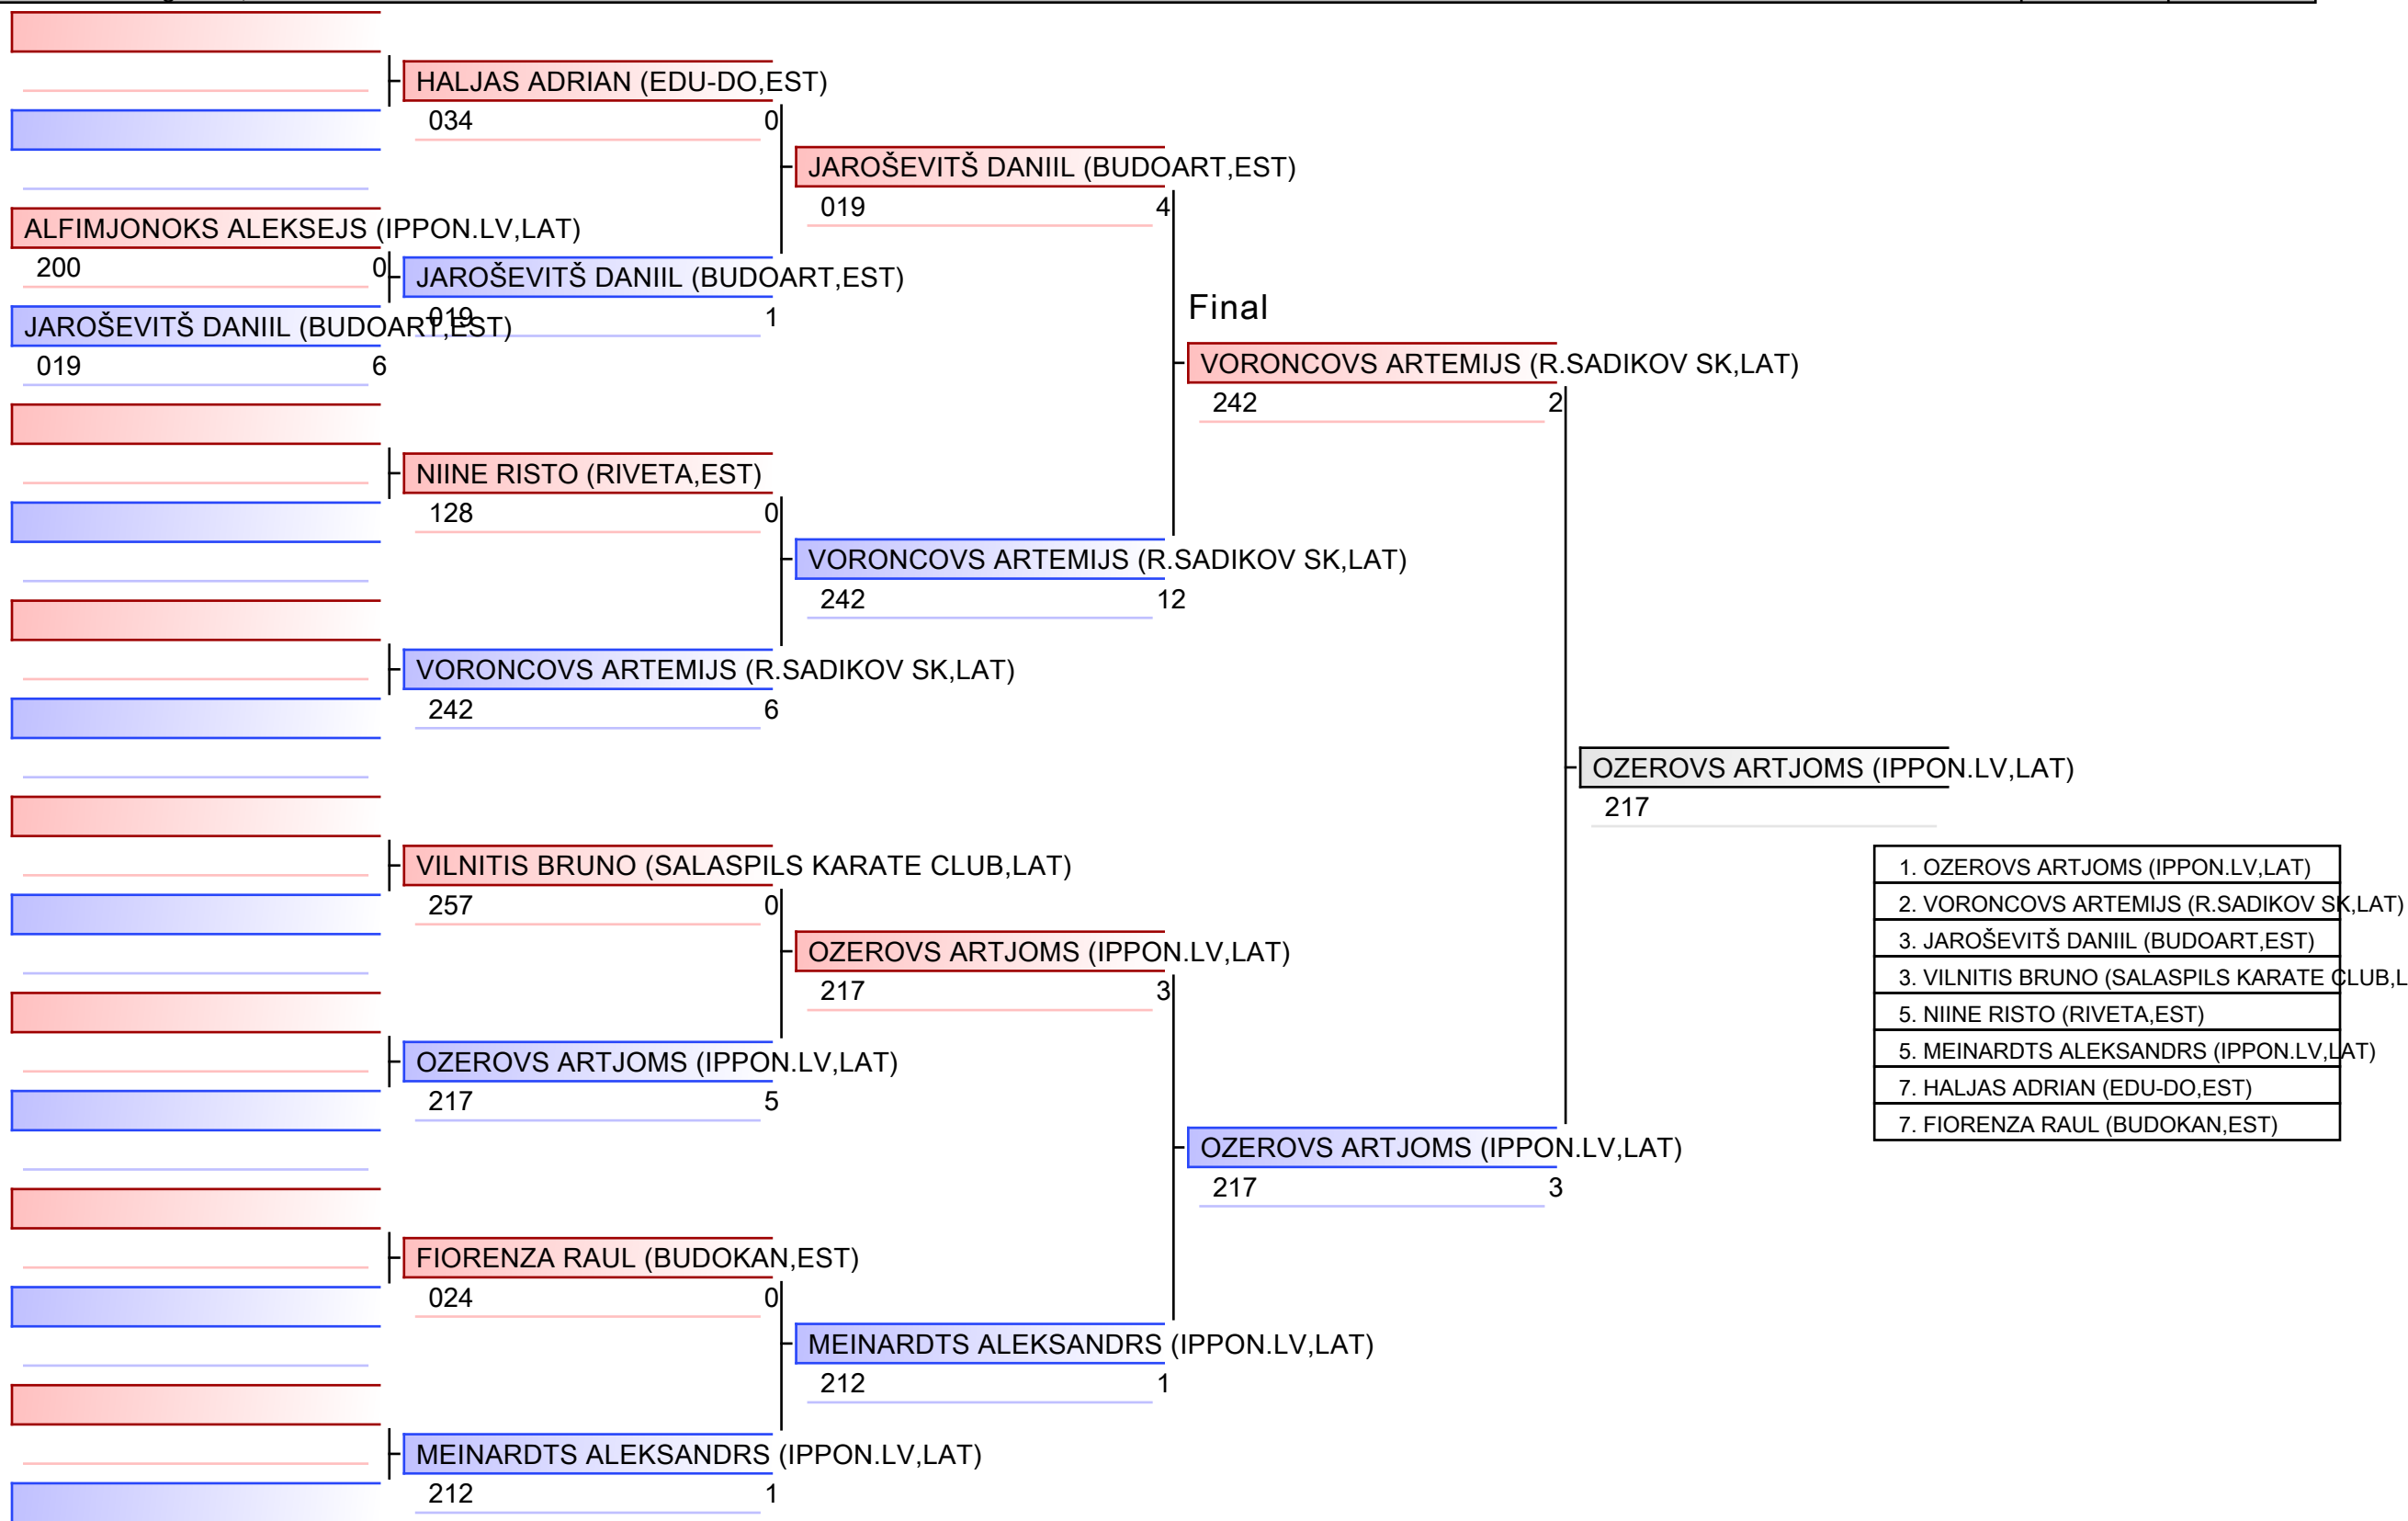 HALJAS ADRIAN (EDU-DO,EST)
034 0
JAROŠEVITŠ DANIIL (BUDOART,EST)
019 4
ALFIMJONOKS ALEKSEJS (IPPON.LV,LAT)
200 0
JAROŠEVITŠ DANIIL (BUDOART,EST)
019 1
Final
JAROŠEVITŠ DANIIL (BUDOART,EST)
019 6
VORONCOVS ARTEMIJS (R.SADIKOV SK,LAT)
242 2
NIINE RISTO (RIVETA,EST)
128 0
VORONCOVS ARTEMIJS (R.SADIKOV SK,LAT)
242 12
VORONCOVS ARTEMIJS (R.SADIKOV SK,LAT)
242 6
OZEROVS ARTJOMS (IPPON.LV,LAT)
217
VILNITIS BRUNO (SALASPILS KARATE CLUB,LAT)
257 0
OZEROVS ARTJOMS (IPPON.LV,LAT)
217 3
OZEROVS ARTJOMS (IPPON.LV,LAT)
217 5
OZEROVS ARTJOMS (IPPON.LV,LAT)
217 3
FIORENZA RAUL (BUDOKAN,EST)
024 0
MEINARDTS ALEKSANDRS (IPPON.LV,LAT)
212 1
MEINARDTS ALEKSANDRS (IPPON.LV,LAT)
212 1
1. OZEROVS ARTJOMS (IPPON.LV,LAT)
2. VORONCOVS ARTEMIJS (R.SADIKOV SK,LAT)
3. JAROŠEVITŠ DANIIL (BUDOART,EST)
3. VILNITIS BRUNO (SALASPILS KARATE CLUB,L
5. NIINE RISTO (RIVETA,EST)
5. MEINARDTS ALEKSANDRS (IPPON.LV,LAT)
7. HALJAS ADRIAN (EDU-DO,EST)
7. FIORENZA RAUL (BUDOKAN,EST)